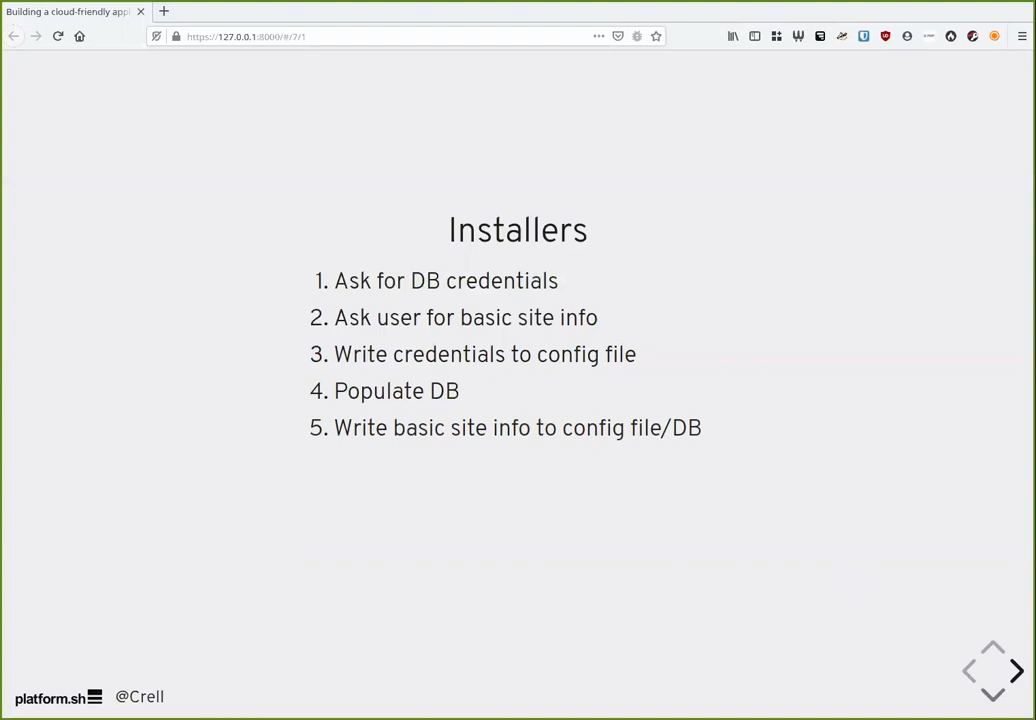 Building a cloud-friendly app
https://127.0.0.1:8000/#/7/1
Installers
1. Ask for DB credentials
2. Ask user for basic site info
3. Write credentials to config file
4. Populate DB
5. Write basic site info to config file/DB
platform.sh @Crell